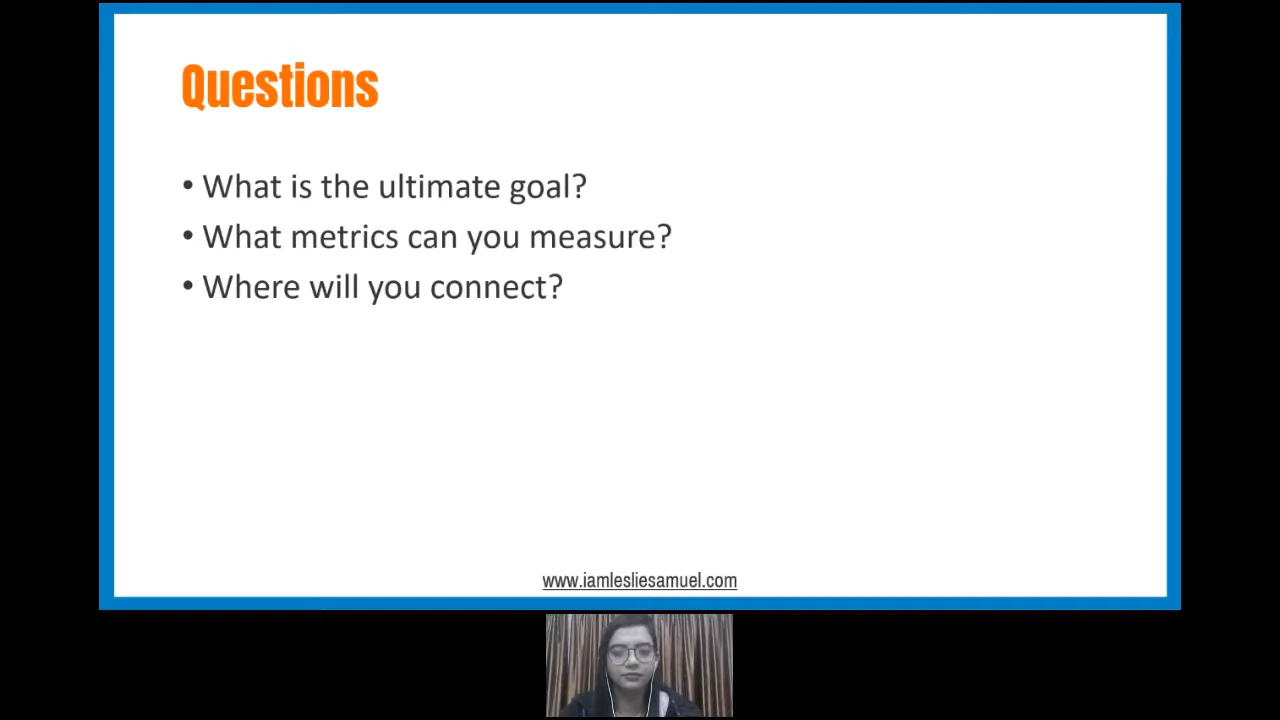 Questions
• What is the ultimate goal?
• What metrics can you measure?
• Where will you connect?
www.iamlesliesamuel.com